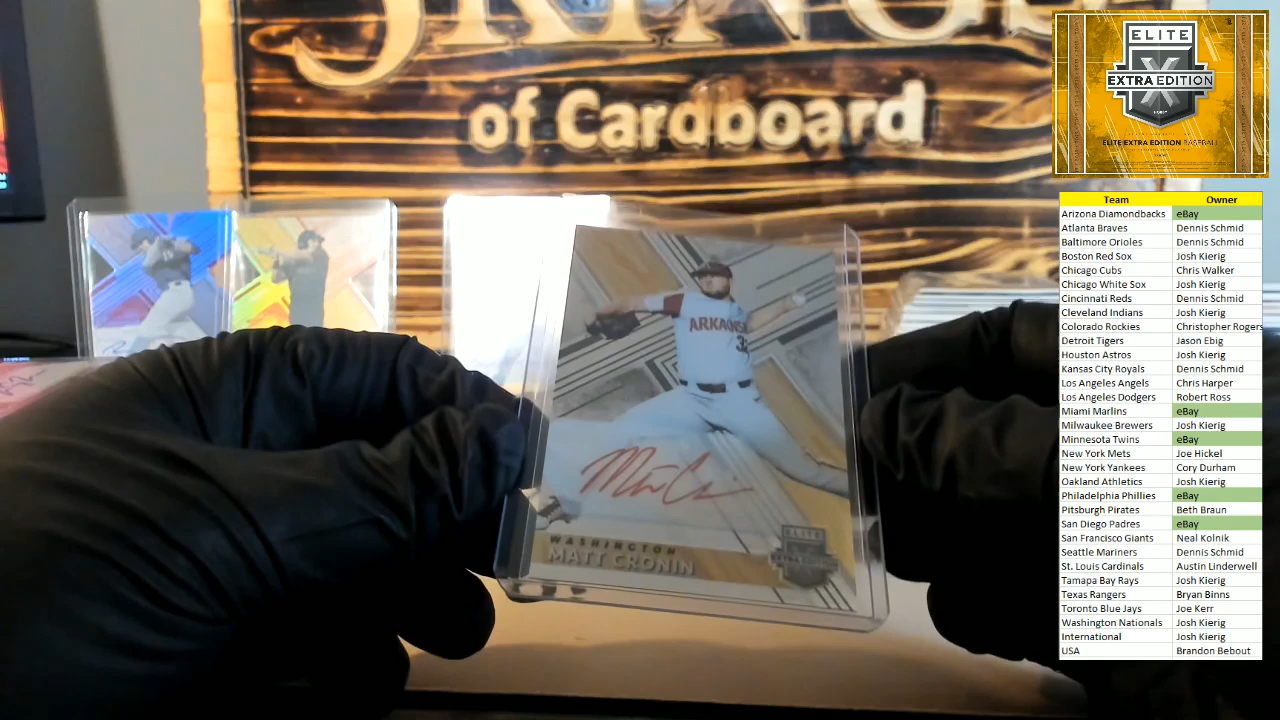 of Cardboard
ARKANSAS
32
WASHINGTON
MATT CRONIN
ELITE
EXTRA EDITION
ELITE
EXTRA EDITION
ELITE EXTRA EDITION BASEBALL
Team Owner
Arizona Diamondbacks eBay
Atlanta Braves Dennis Schmid
Baltimore Orioles Dennis Schmid
Boston Red Sox Josh Kierig
Chicago Cubs Chris Walker
Chicago White Sox Josh Kierig
Cincinnati Reds Dennis Schmid
Cleveland Indians Josh Kierig
Colorado Rockies Christopher Rogers
Detroit Tigers Jason Ebig
Houston Astros Josh Kierig
Kansas City Royals Dennis Schmid
Los Angeles Angels Chris Harper
Los Angeles Dodgers Robert Ross
Miami Marlins eBay
Milwaukee Brewers Josh Kierig
Minnesota Twins eBay
New York Mets Joe Hickel
New York Yankees Cory Durham
Oakland Athletics Josh Kierig
Philadelphia Phillies eBay
Pitsburgh Pirates Beth Braun
San Diego Padres eBay
San Francisco Giants Neal Kolnik
Seattle Mariners Dennis Schmid
St. Louis Cardinals Austin Linderwell
Tamapa Bay Rays Josh Kierig
Texas Rangers Bryan Binns
Toronto Blue Jays Joe Kerr
Washington Nationals Josh Kierig
International Josh Kierig
USA Brandon Bebout